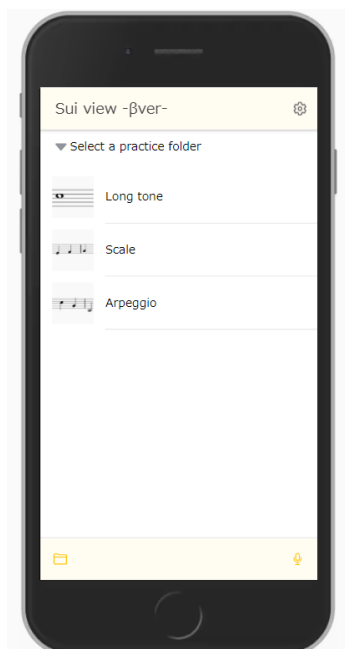 Sui view -βver-
▼ Select a practice folder
Long tone
Scale
Arpeggio